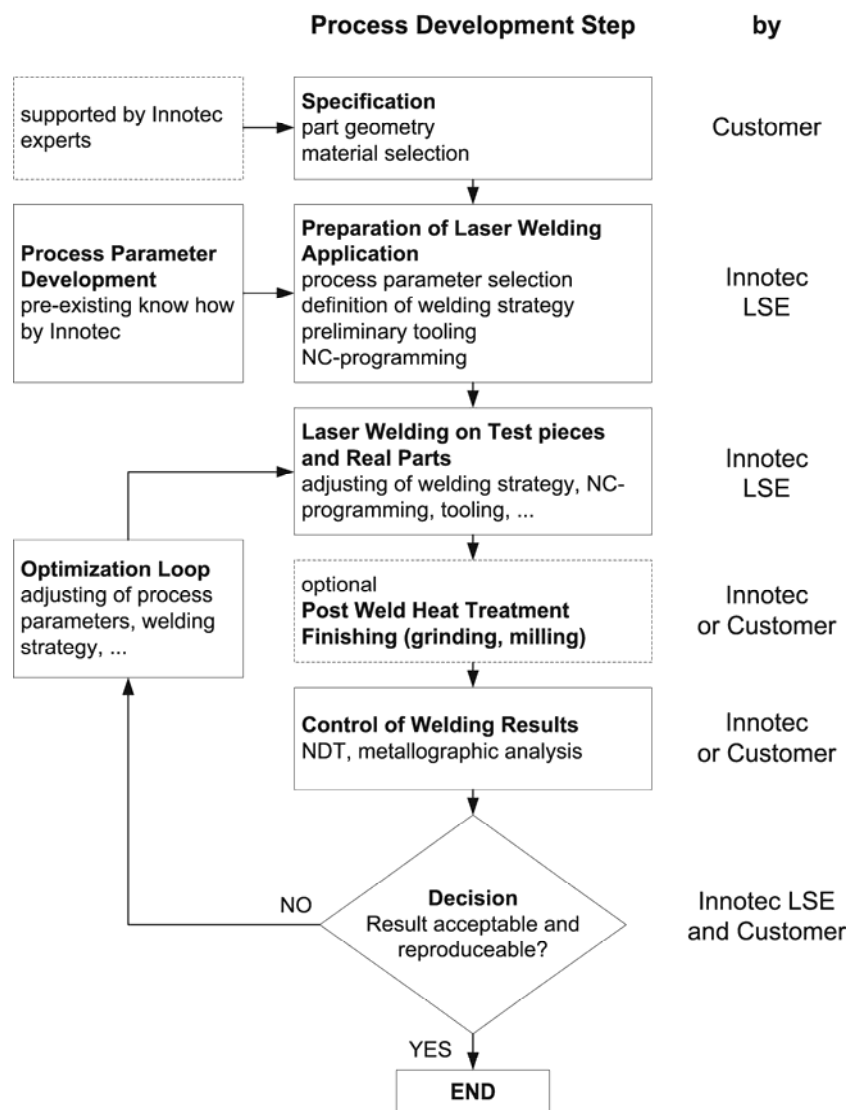 Process Development Step by
supported by Innotec
experts
Specification
part geometry
material selection
Customer
Process Parameter
Development
pre-existing know how
by Innotec
Preparation of Laser Welding
Application
process parameter selection
definition of welding strategy
preliminary tooling
NC-programming
Innotec
LSE
Laser Welding on Test pieces
and Real Parts
adjusting of welding strategy, NC-
programming, tooling, ...
Innotec
LSE
Optimization Loop
adjusting of process
parameters, welding
strategy, ...
optional
Post Weld Heat Treatment
Finishing (grinding, milling)
Innotec
or Customer
Control of Welding Results
NDT, metallographic analysis
Innotec
or Customer
NO
Decision
Result acceptable and
reproduceable?
Innotec LSE
and Customer
YES
END